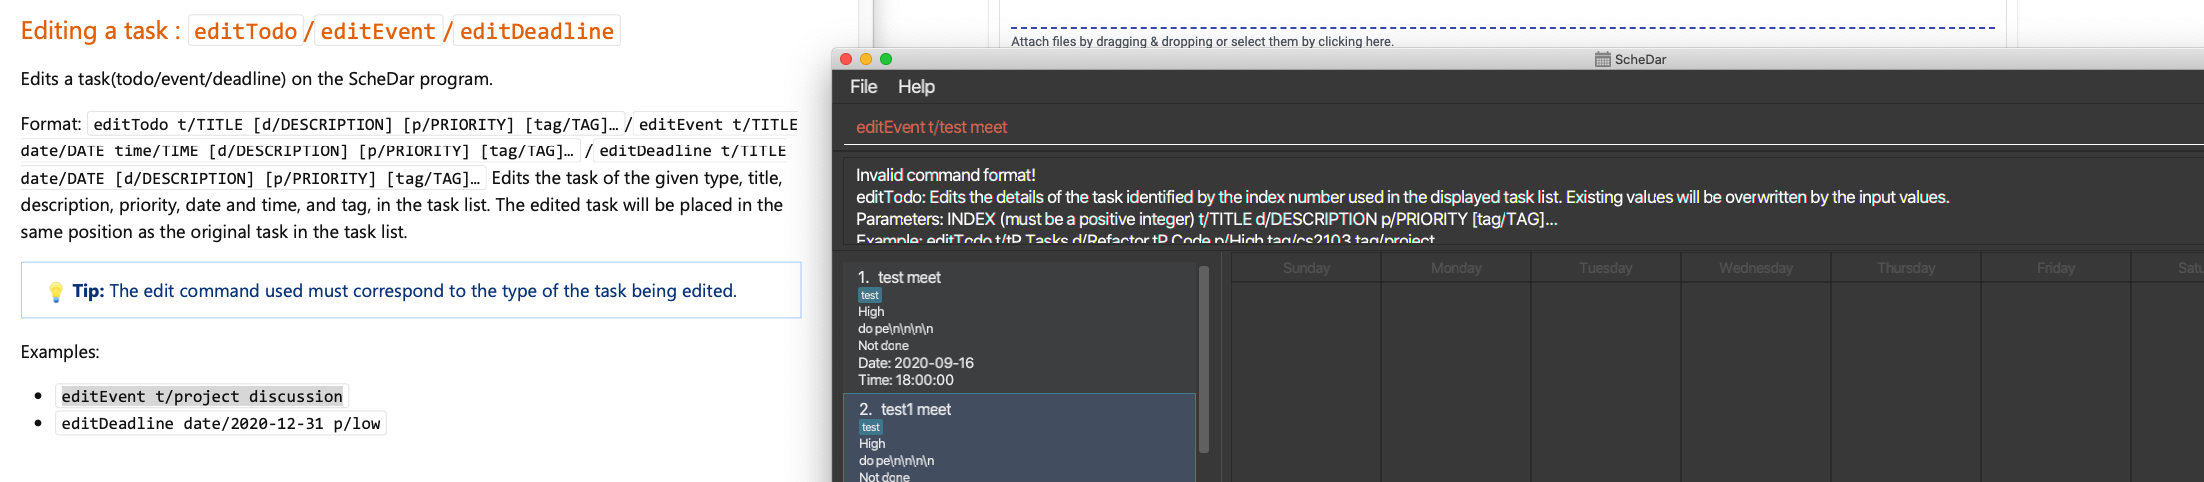 Editing a task : editTodo/editEvent/editDeadline
Edits a task(todo/event/deadline) on the ScheDar program.
Format: editTodo t/TITLE [d/DESCRIPTION] [p/PRIORITY] [tag/TAG]… / editEvent t/TITLE
date/DATE time/TIME [d/DESCRIPTION] [p/PRIORITY] [tag/TAG]… / editDeadline t/TITLE
date/DATE [d/DESCRIPTION] [p/PRIORITY] [tag/TAG]… Edits the task of the given type, title,
description, priority, date and time, and tag, in the task list. The edited task will be placed in the
same position as the original task in the task list.
💡 Tip: The edit command used must correspond to the type of the task being edited.
Examples:
• editEvent t/project discussion
• editDeadline date/2020-12-31 p/low
Attach files by dragging & dropping or select them by clicking here.
ScheDar
File Help
editEvent t/test meet
Invalid command format!
editTodo: Edits the details of the task identified by the index number used in the displayed task list. Existing values will be overwritten by the input values.
Parameters: INDEX (must be a positive integer) t/TITLE d/DESCRIPTION p/PRIORITY [tag/TAG]...
Example: editTodo t/tP Tasks d/Refactor tP Code p/High tag/cs2103 tag/project
1. test meet
test
High
do pe\n\n\n\n
Not done
Date: 2020-09-16
Time: 18:00:00
2. test1 meet
test
High
do pe\n\n\n\n
Not done
Sunday Monday Tuesday Wednesday Thursday Friday Satu